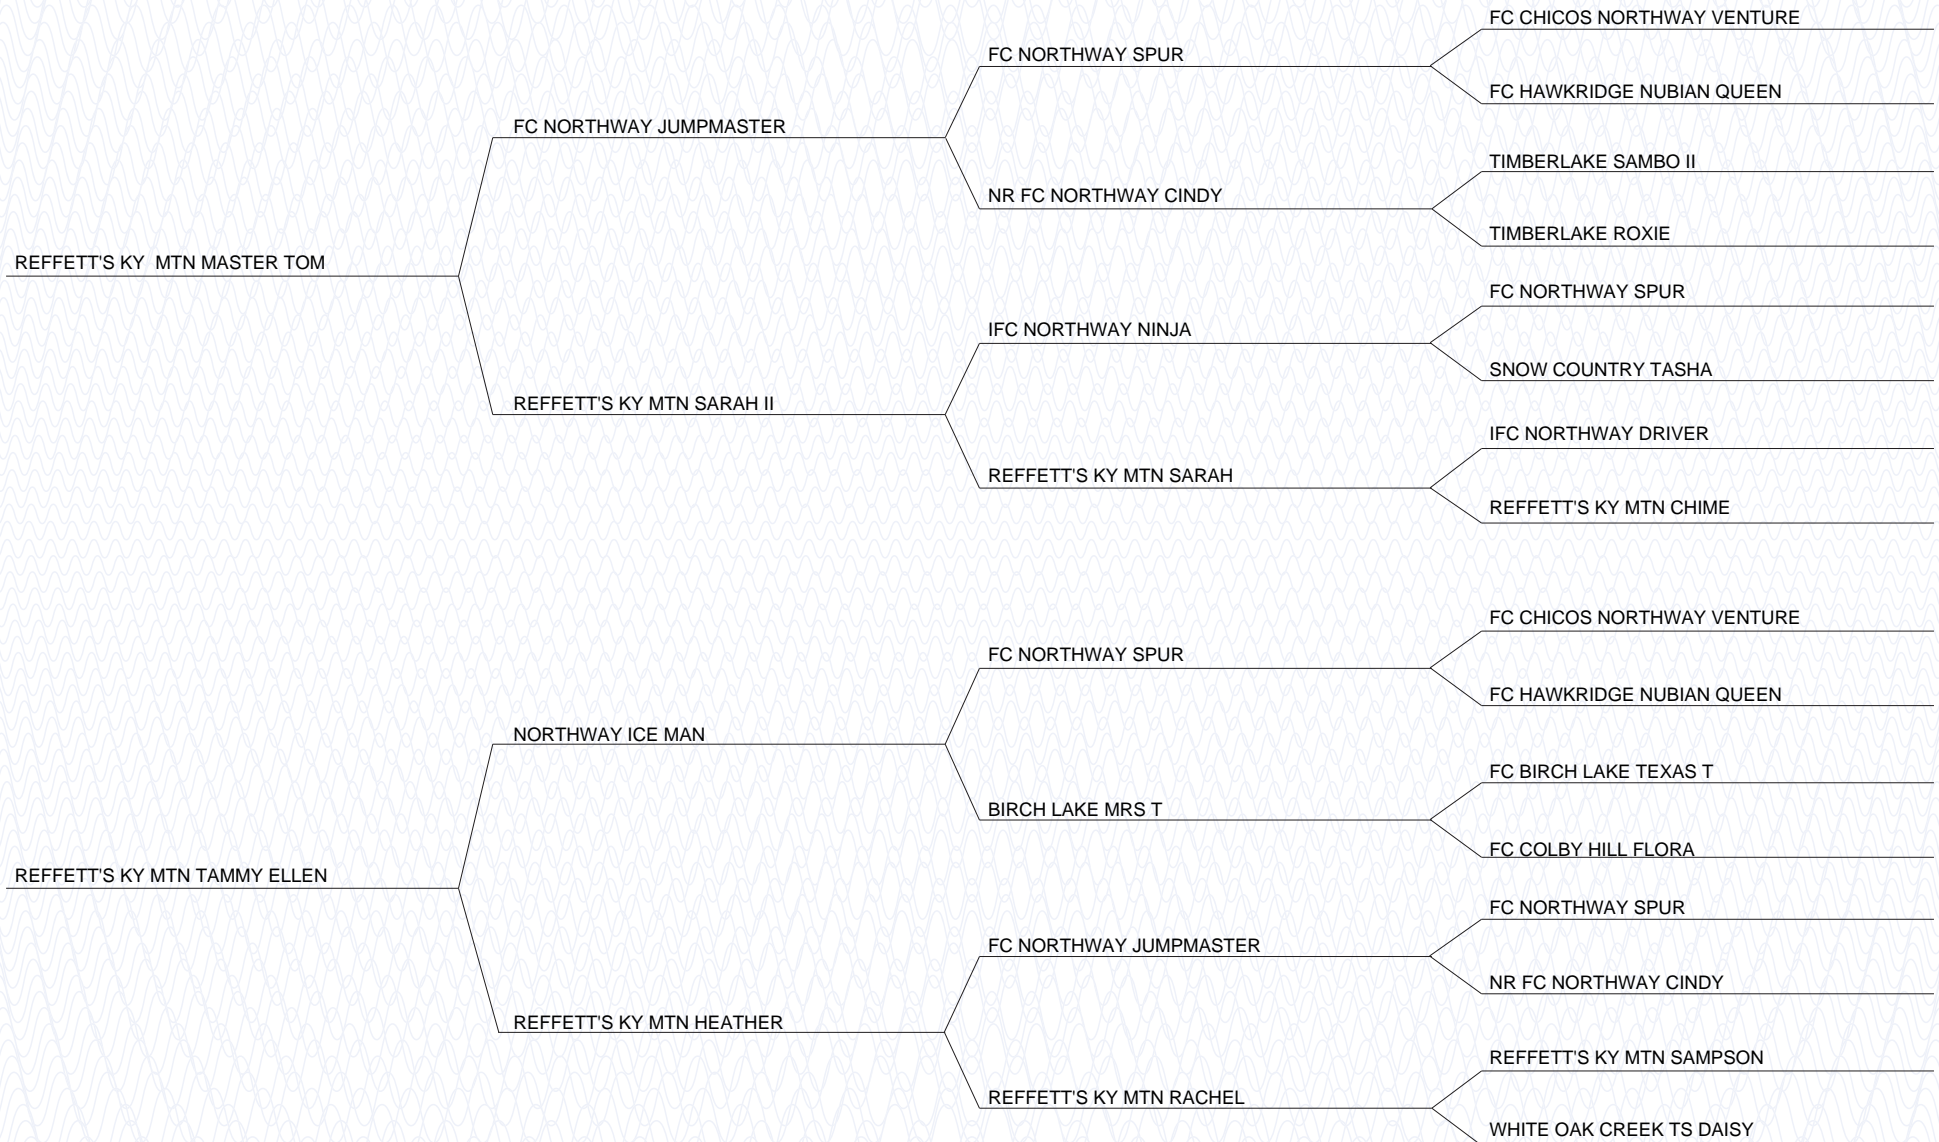 FC CHICOS NORTHWAY VENTURE
FC NORTHWAY SPUR
FC HAWKRIDGE NUBIAN QUEEN
FC NORTHWAY JUMPMASTER
TIMBERLAKE SAMBO II
NR FC NORTHWAY CINDY
TIMBERLAKE ROXIE
REFFETT'S KY  MTN MASTER TOM
FC NORTHWAY SPUR
IFC NORTHWAY NINJA
SNOW COUNTRY TASHA
REFFETT'S KY MTN SARAH II
IFC NORTHWAY DRIVER
REFFETT'S KY MTN SARAH
REFFETT'S KY MTN CHIME
FC CHICOS NORTHWAY VENTURE
FC NORTHWAY SPUR
FC HAWKRIDGE NUBIAN QUEEN
NORTHWAY ICE MAN
FC BIRCH LAKE TEXAS T
BIRCH LAKE MRS T
FC COLBY HILL FLORA
REFFETT'S KY MTN TAMMY ELLEN
FC NORTHWAY SPUR
FC NORTHWAY JUMPMASTER
NR FC NORTHWAY CINDY
REFFETT'S KY MTN HEATHER
REFFETT'S KY MTN SAMPSON
REFFETT'S KY MTN RACHEL
WHITE OAK CREEK TS DAISY